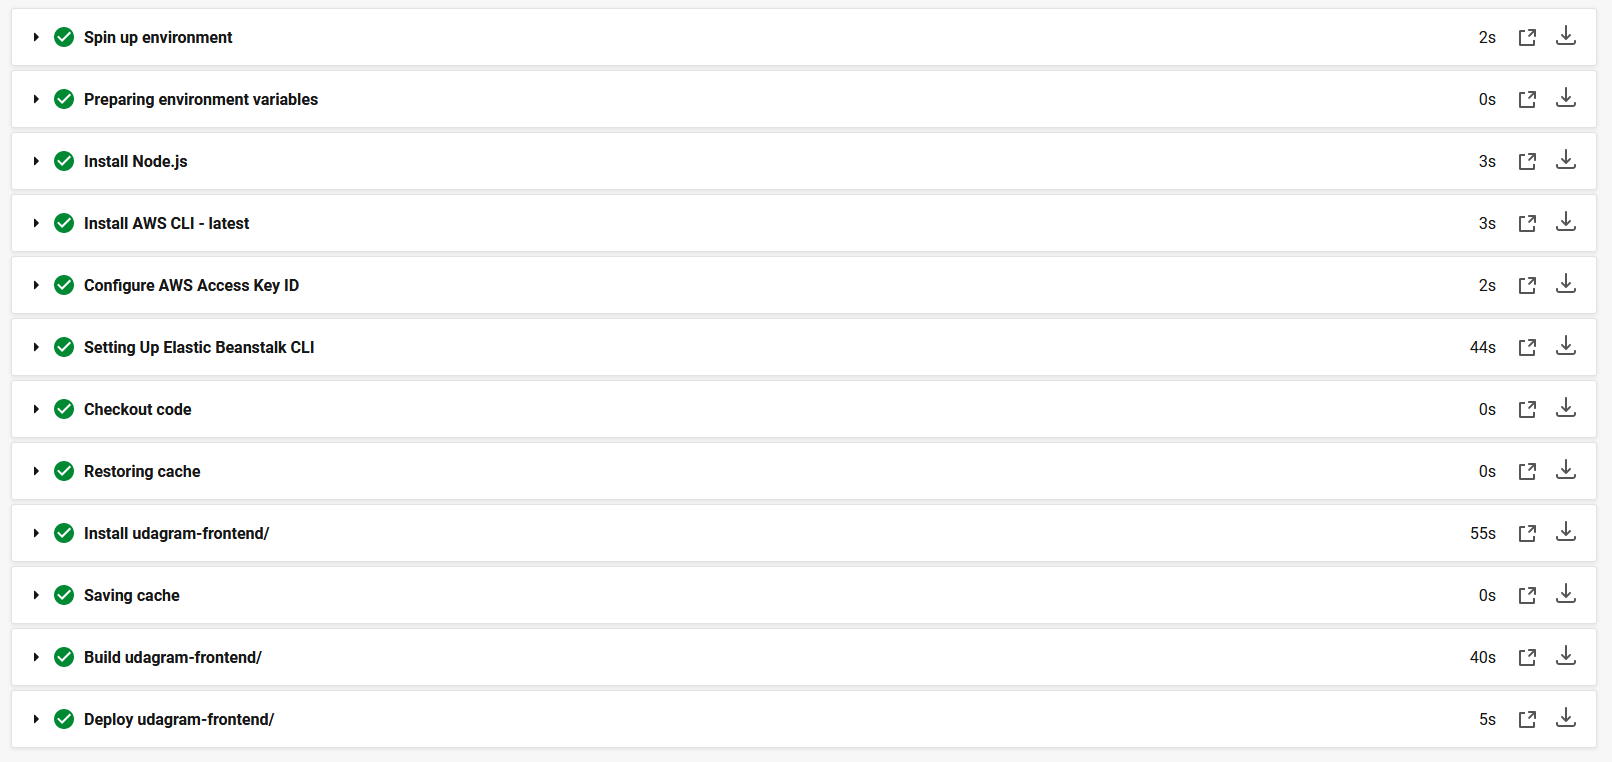 Spin up environment 2s
Preparing environment variables 0s
Install Node.js 3s
Install AWS CLI - latest 3s
Configure AWS Access Key ID 2s
Setting Up Elastic Beanstalk CLI 44s
Checkout code 0s
Restoring cache 0s
Install udagram-frontend/ 55s
Saving cache 0s
Build udagram-frontend/ 40s
Deploy udagram-frontend/ 5s